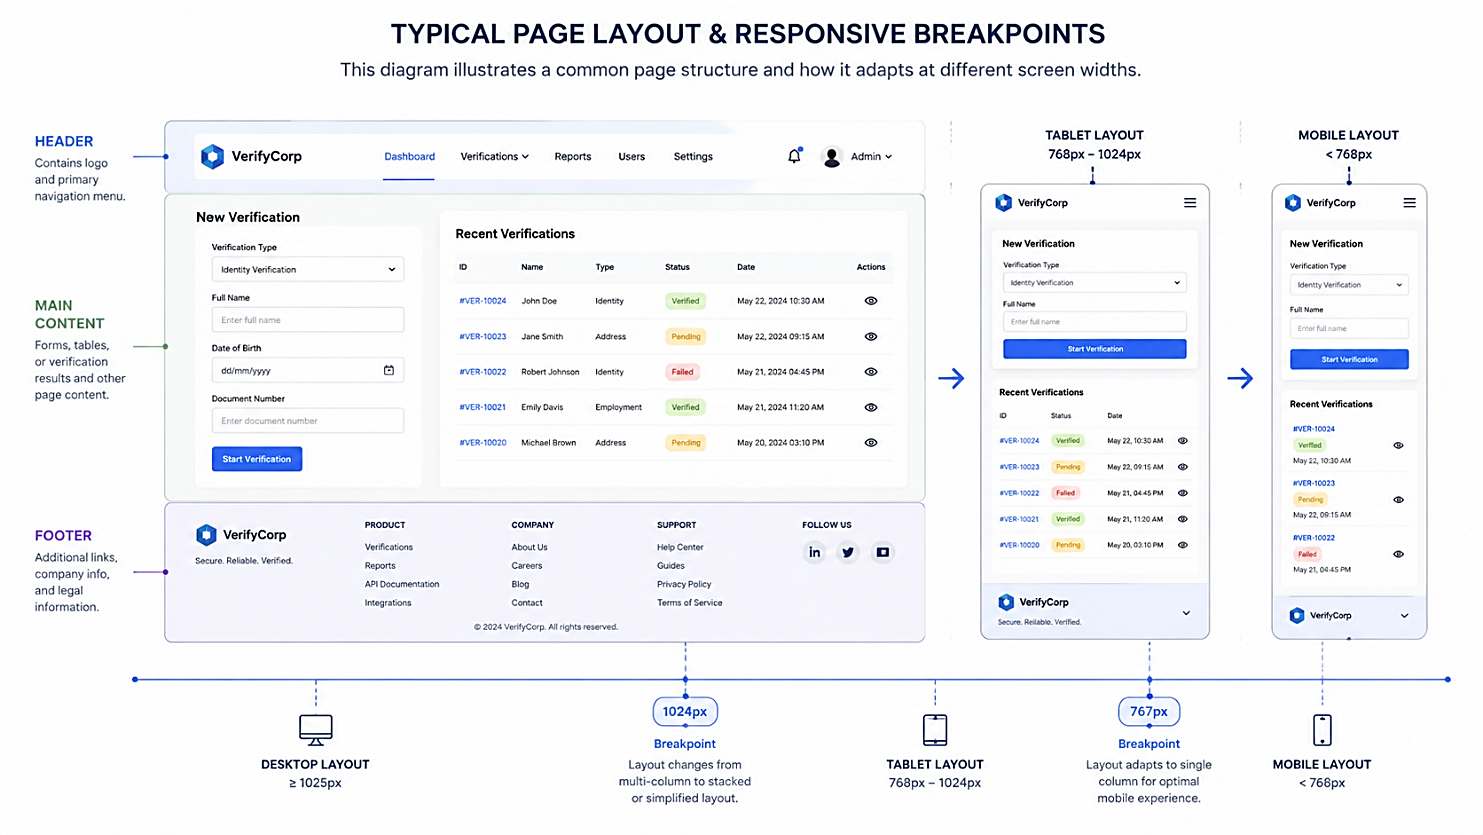 TYPICAL PAGE LAYOUT & RESPONSIVE BREAKPOINTS
This diagram illustrates a common page structure and how it adapts at different screen widths.
HEADER
Contains logo
and primary
navigation menu.
VerifyCorp
Dashboard
Verifications
Reports
Users
Settings
Admin
MAIN
CONTENT
Forms, tables,
or verification
results and other
page content.
New Verification
Verification Type
Identity Verification
Full Name
Enter full name
Date of Birth
dd/mm/yyyy
Document Number
Enter document number
Start Verification
Recent Verifications
ID Name Type Status Date Actions
#VER-10024 John Doe Identity Verified May 22, 2024 10:30 AM
#VER-10023 Jane Smith Address Pending May 22, 2024 09:15 AM
#VER-10022 Robert Johnson Identity Failed May 21, 2024 04:45 PM
#VER-10021 Emily Davis Employment Verified May 21, 2024 11:20 AM
#VER-10020 Michael Brown Address Pending May 20, 2024 03:10 PM
FOOTER
Additional links,
company info,
and legal
information.
VerifyCorp
Secure. Reliable. Verified.
PRODUCT
Verifications
Reports
API Documentation
Integrations
COMPANY
About Us
Careers
Blog
Contact
SUPPORT
Help Center
Guides
Privacy Policy
Terms of Service
FOLLOW US
in
© 2024 VerifyCorp. All rights reserved.
TABLET LAYOUT
768px – 1024px
VerifyCorp
New Verification
Verification Type
Identity Verification
Full Name
Enter full name
Start Verification
Recent Verifications
ID Status Date
#VER-10024 Verified May 22, 10:30 AM
#VER-10023 Pending May 22, 09:15 AM
#VER-10022 Failed May 21, 04:45 PM
#VER-10021 Verified May 21, 11:20 AM
#VER-10020 Pending May 20, 03:10 PM
VerifyCorp
Secure. Reliable. Verified.
MOBILE LAYOUT
< 768px
VerifyCorp
New Verification
Verification Type
Identity Verification
Full Name
Enter full name
Start Verification
Recent Verifications
#VER-10024
Verified
May 22, 10:30 AM
#VER-10023
Pending
May 22, 09:15 AM
#VER-10022
Failed
May 21, 04:45 PM
VerifyCorp
DESKTOP LAYOUT
≥ 1025px
1024px
Breakpoint
Layout changes from
multi-column to stacked
or simplified layout.
TABLET LAYOUT
768px – 1024px
767px
Breakpoint
Layout adapts to single
column for optimal
mobile experience.
MOBILE LAYOUT
< 766px